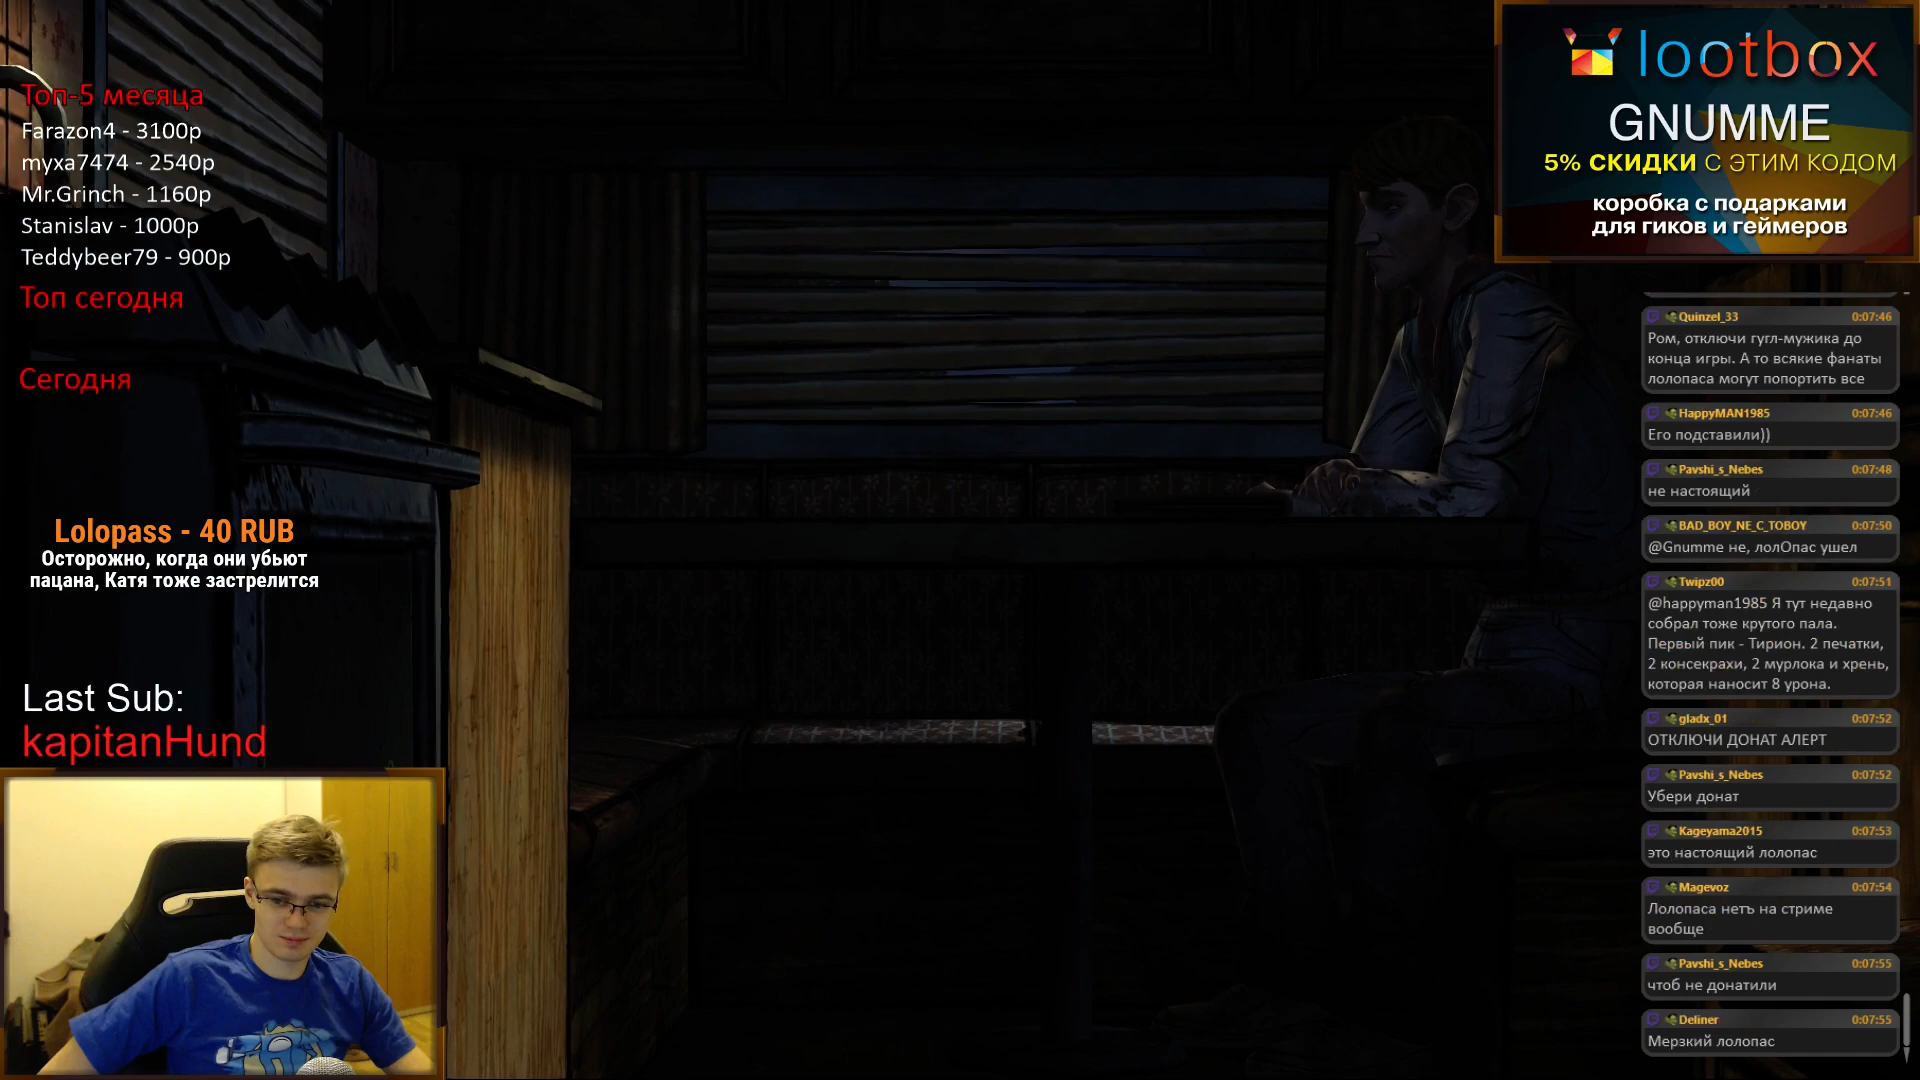 Топ-5 месяца
Farazon4 - 3100р
myxa7474 - 2540р
Mr.Grinch - 1160р
Stanislav - 1000р
Teddybeer79 - 900р
Топ сегодня
Сегодня
Lolopass - 40 RUB
Осторожно, когда они убьют
пацана, Катя тоже застрелится
Last Sub:
kapitanHund
lootbox
GNUMME
5% СКИДКИ С ЭТИМ КОДОМ
коробка с подарками
для гиков и геймеров
Quinzel_33 0:07:46
Ром, отключи гугл-мужика до
конца игры. А то всякие фанаты
лолопаса могут попортить все
HappyMAN1985 0:07:46
Его подставили))
Pavshi_s_Nebes 0:07:48
не настоящий
BAD_BOY_NE_C_TOBOY 0:07:50
@Gnumme не, лолОпас ушел
Twipz00 0:07:51
@happyman1985 Я тут недавно
собрал тоже крутого пала.
Первый пик - Тирион. 2 печатки,
2 консекрахи, 2 мурлока и хрень,
которая наносит 8 урона.
gladx_01 0:07:52
ОТКЛЮЧИ ДОНАТ АЛЕРТ
Pavshi_s_Nebes 0:07:52
Убери донат
Kageyama2015 0:07:53
это настоящий лолопас
Magevoz 0:07:54
Лолопаса нетъ на стриме
вообще
Pavshi_s_Nebes 0:07:55
чтоб не донатили
Deliner 0:07:55
Мерзкий лолопас